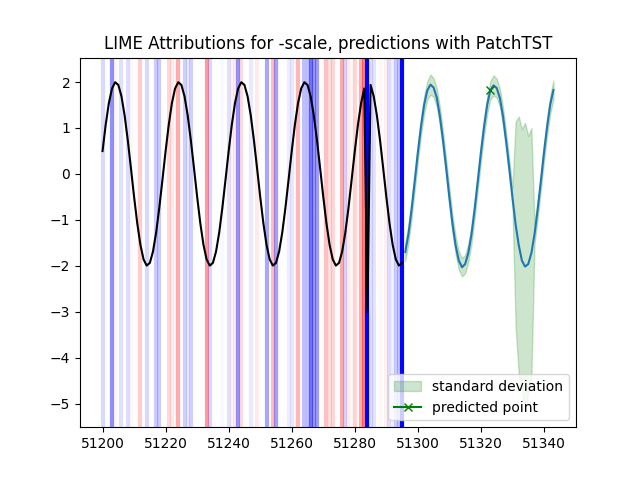 LIME Attributions for -scale, predictions with PatchTST
2
1
0
−1
−2
−3
−4
−5
standard deviation
predicted point
51200 51220 51240 51260 51280 51300 51320 51340